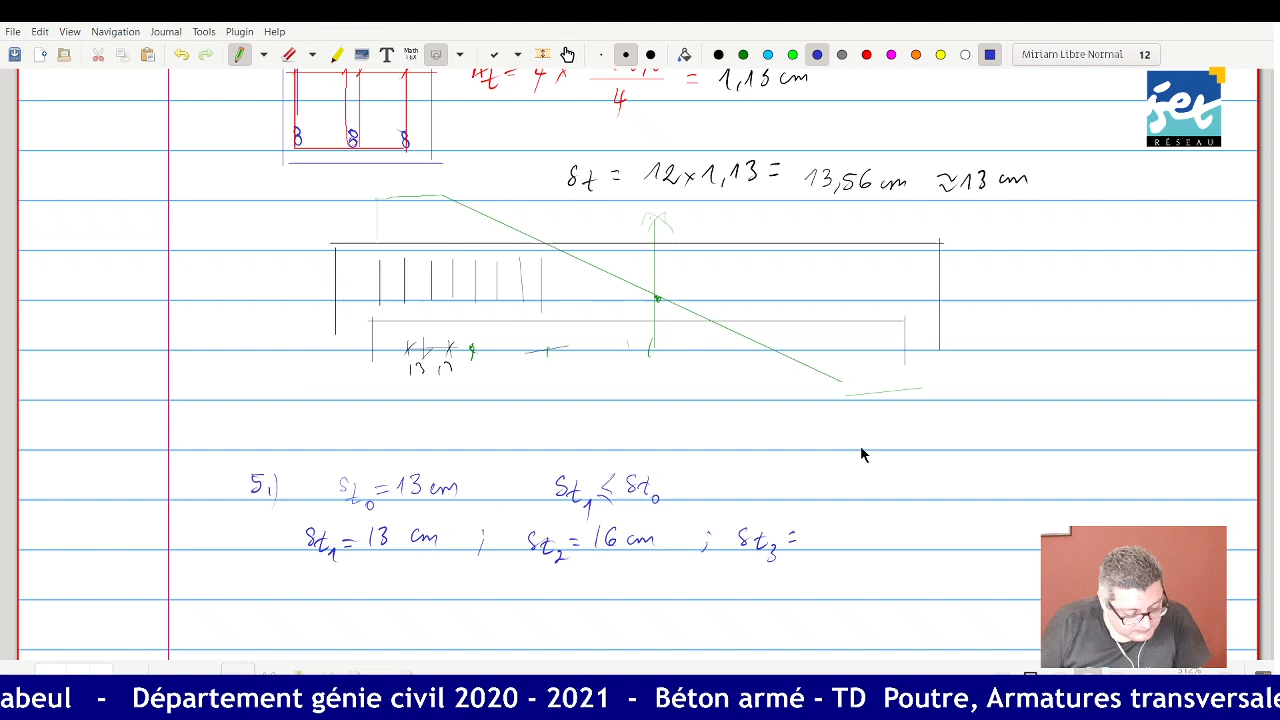 File Edit View Navigation Journal Tools Plugin Help
T Math TEX Miriam Libre Normal 12
At = 4 × 4 = 1,13 cm
8 8 8
iset
RÉSEAU
St = 12 × 1,13 = 13,56 cm ≈ 13 cm
13 13
5.) St0 = 13 cm St1 ≤ St0
St1 = 13 cm ; St2 = 16 cm ; St3 =
312%
abeul - Département génie civil 2020 - 2021 - Béton armé - TD Poutre, Armatures transversale